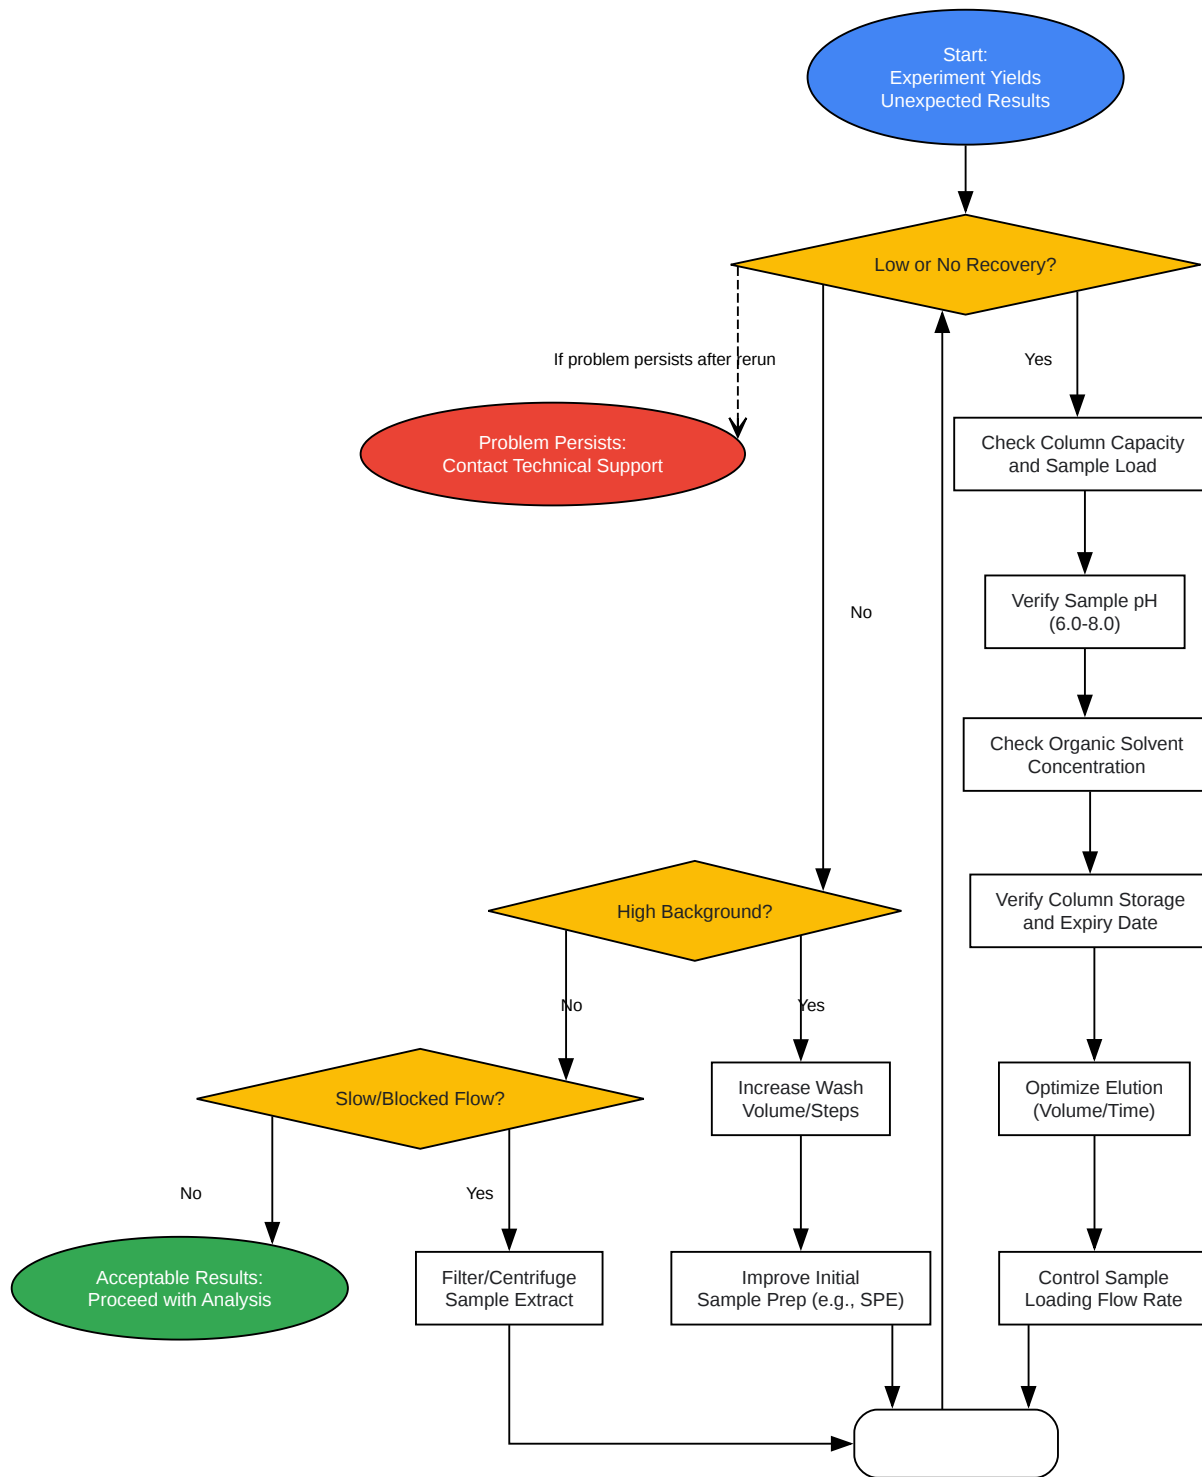 Start:
Experiment Yields
Unexpected Results
Low or No Recovery?
If problem persists after rerun
Yes
Problem Persists:
Contact Technical Support
Check Column Capacity
and Sample Load
Verify Sample pH
(6.0-8.0)
No
Check Organic Solvent
Concentration
High Background?
Verify Column Storage
and Expiry Date
No
Yes
Slow/Blocked Flow?
Increase Wash
Volume/Steps
Optimize Elution
(Volume/Time)
No
Yes
Acceptable Results:
Proceed with Analysis
Filter/Centrifuge
Sample Extract
Improve Initial
Sample Prep (e.g., SPE)
Control Sample
Loading Flow Rate